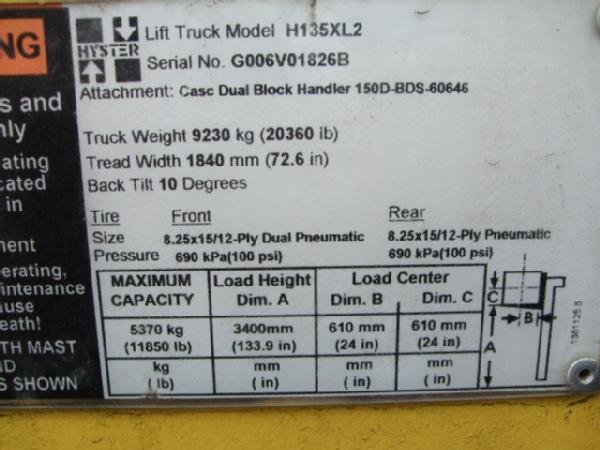 NG
s and
nly
ating
cated
in
ment
erating,
intenance
ause
eath!
TH MAST
ND
S SHOWN
HYSTER
Lift Truck Model H135XL2
Serial No. G006V01826B
Attachment: Casc Dual Block Handler 150D-BDS-60646
Truck Weight 9230 kg (20360 lb)
Tread Width 1840 mm (72.6 in)
Back Tilt 10 Degrees
Tire Front Rear
Size 8.25x15/12-Ply Dual Pneumatic 8.25x15/12-Ply Pneumatic
Pressure 690 kPa(100 psi) 690 kPa(100 psi)
MAXIMUM CAPACITY Load Height Dim. A Load Center Dim. B Dim. C
5370 kg 3400mm 610 mm 610 mm
(11850 lb) (133.9 in) (24 in) (24 in)
kg mm mm mm
( lb) ( in) ( in) ( in)
C
B
A